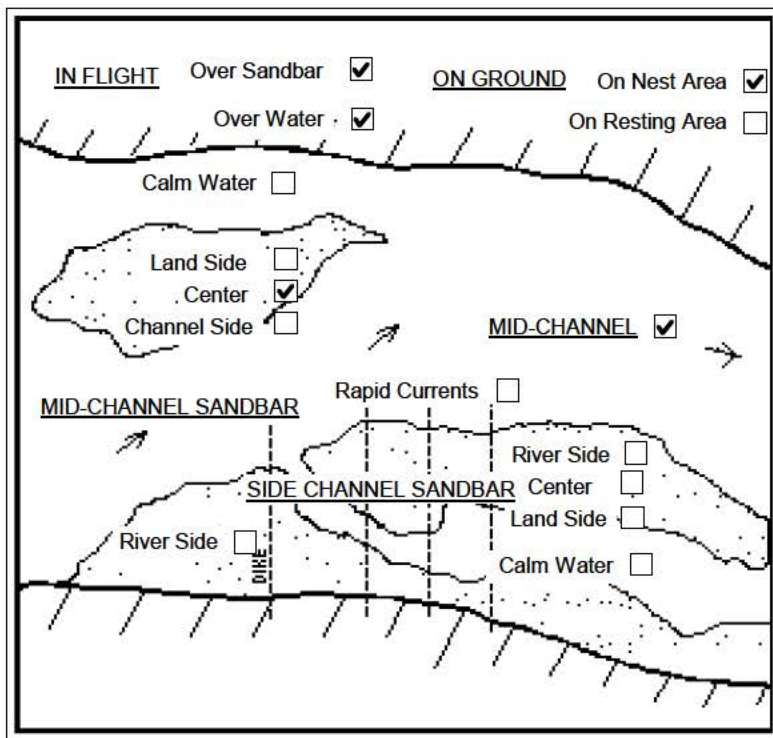 IN FLIGHT
Over Sandbar
Over Water
ON GROUND
On Nest Area
On Resting Area
Calm Water
Land Side
Center
Channel Side
MID-CHANNEL
MID-CHANNEL SANDBAR
Rapid Currents
SIDE CHANNEL SANDBAR
River Side
Center
Land Side
River Side
DIKE
Calm Water